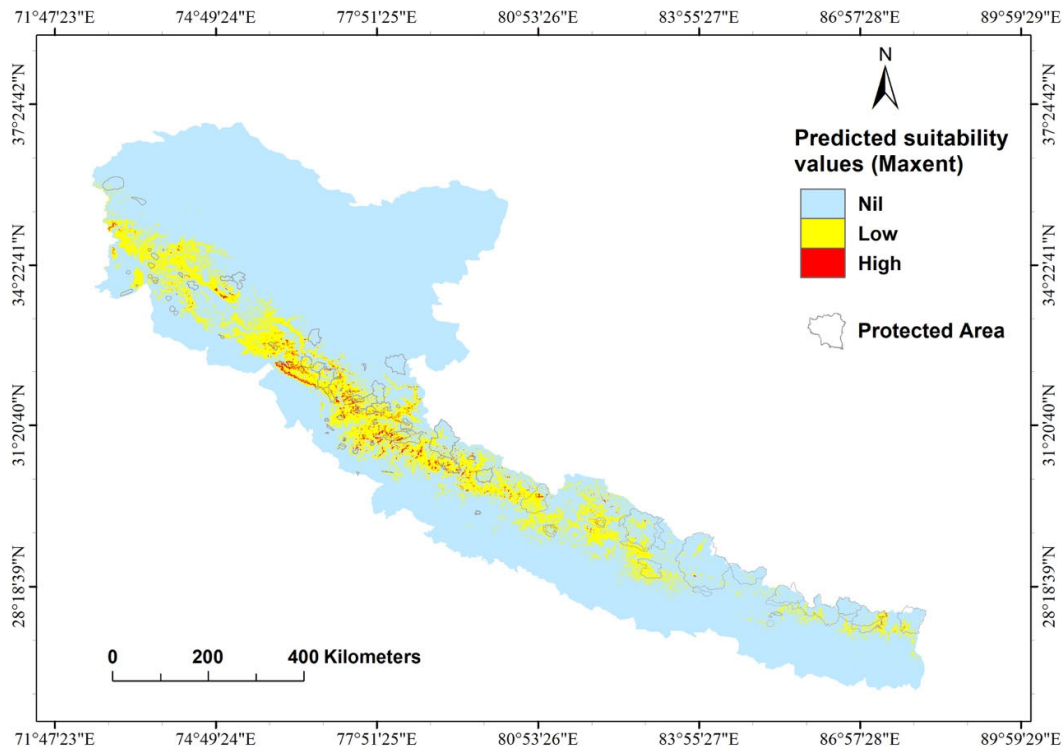 71°47'23"E 74°49'24"E 77°51'25"E 80°53'26"E 83°55'27"E 86°57'28"E 89°59'29"E
N
37°24'42"N 37°24'42"N
Predicted suitability
values (Maxent)
Nil
Low
High
34°22'41"N 34°22'41"N
Protected Area
31°20'40"N 31°20'40"N
28°18'39"N 28°18'39"N
0 200 400 Kilometers
71°47'23"E 74°49'24"E 77°51'25"E 80°53'26"E 83°55'27"E 86°57'28"E 89°59'29"E